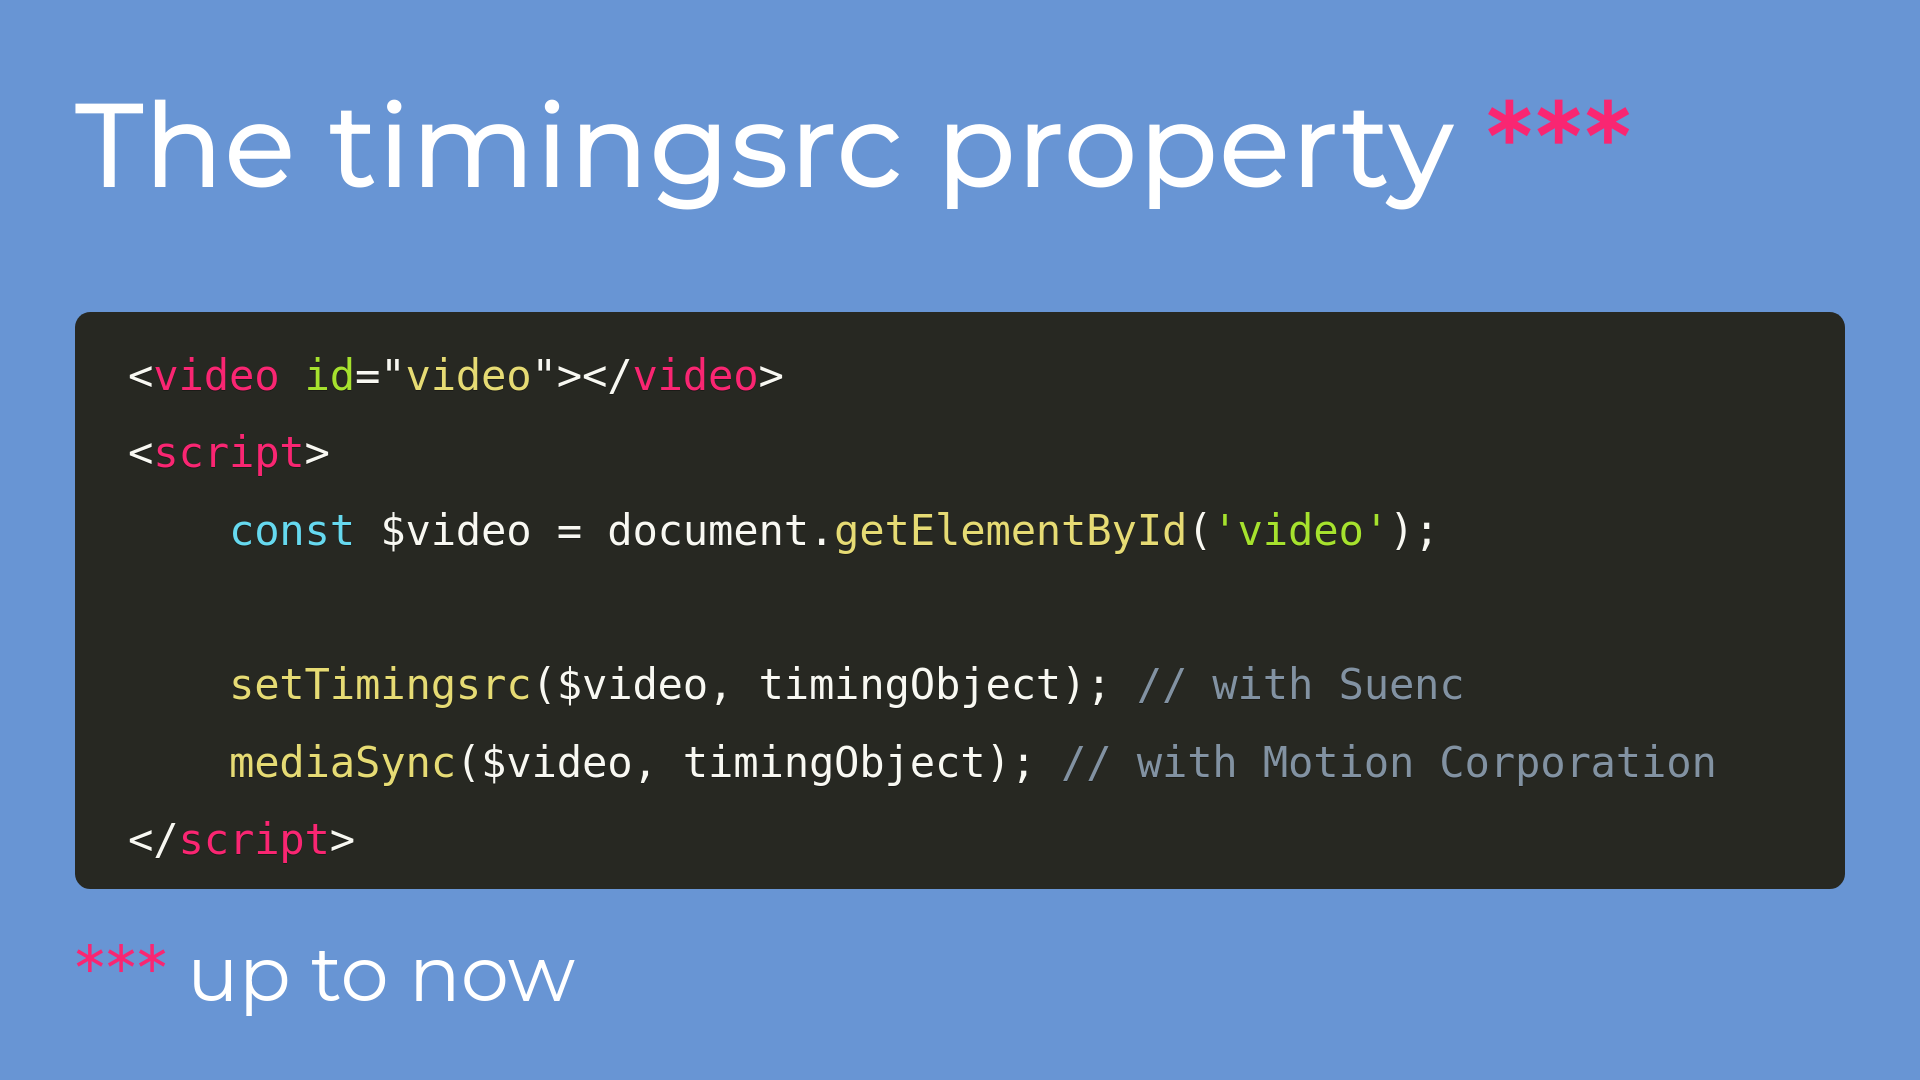 The timingsrc property ***
<video id="video"></video>
<script>
    const $video = document.getElementById('video');
    setTimingsrc($video, timingObject); // with Suenc
    mediaSync($video, timingObject); // with Motion Corporation
</script>
*** up to now